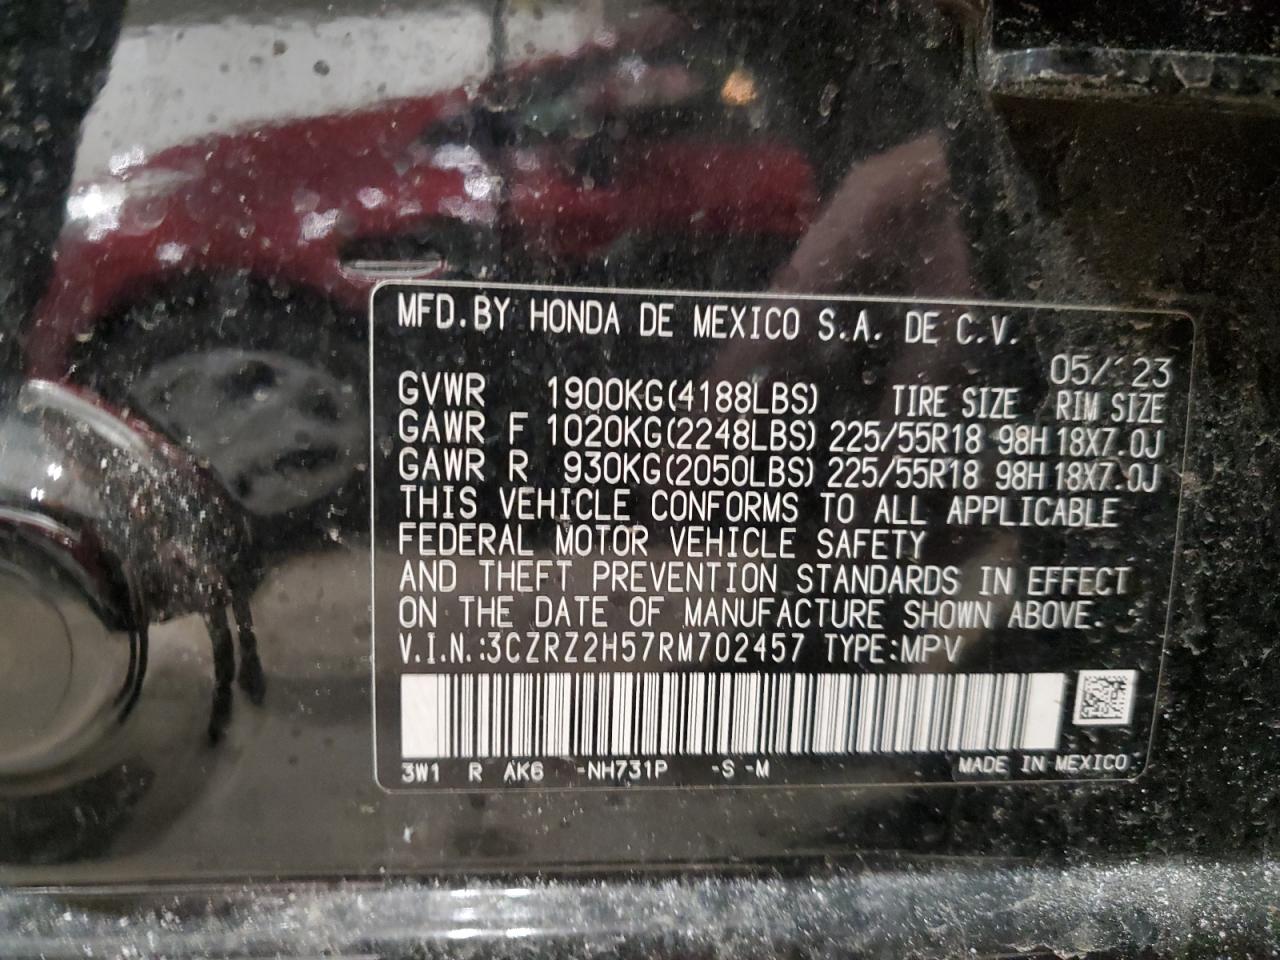 MFD.BY HONDA DE MEXICO S.A. DE C.V.
05/23
GVWR 1900KG(4188LBS) TIRE SIZE RIM SIZE
GAWR F 1020KG(2248LBS) 225/55R18 98H 18X7.0J
GAWR R 930KG(2050LBS) 225/55R18 98H 18X7.0J
THIS VEHICLE CONFORMS TO ALL APPLICABLE
FEDERAL MOTOR VEHICLE SAFETY
AND THEFT PREVENTION STANDARDS IN EFFECT
ON THE DATE OF MANUFACTURE SHOWN ABOVE.
V.I.N.:3CZRZ2H57RM702457 TYPE:MPV
3W1 R AK6 -NH731P -S -M MADE IN MEXICO